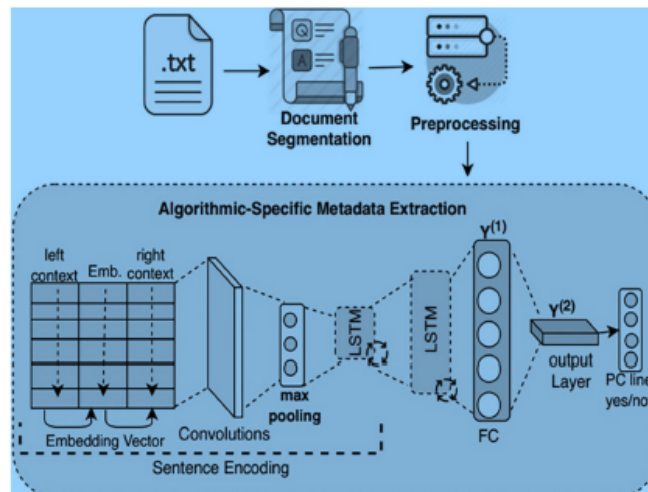 .txt
Q
A
Document
Segmentation
Preprocessing
Algorithmic-Specific Metadata Extraction
left
context
Emb.
right
context
Embedding Vector
Convolutions
max
pooling
Sentence Encoding
LSTM
LSTM
Y(1)
FC
Y(2)
output
Layer
PC line
yes/no